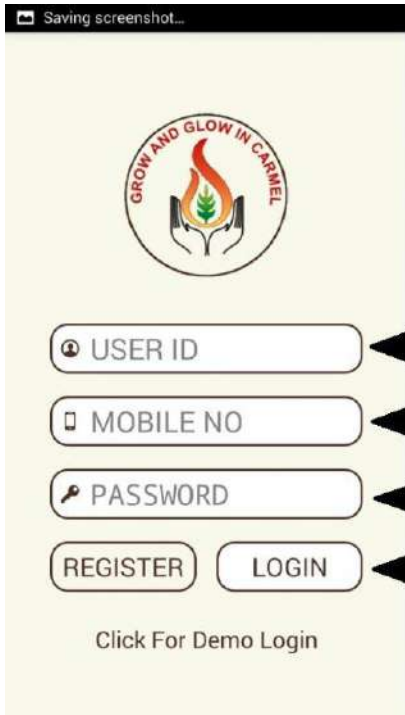 Saving screenshot...
GROW AND GLOW IN CARMEL
USER ID
MOBILE NO
PASSWORD
REGISTER LOGIN
Click For Demo Login